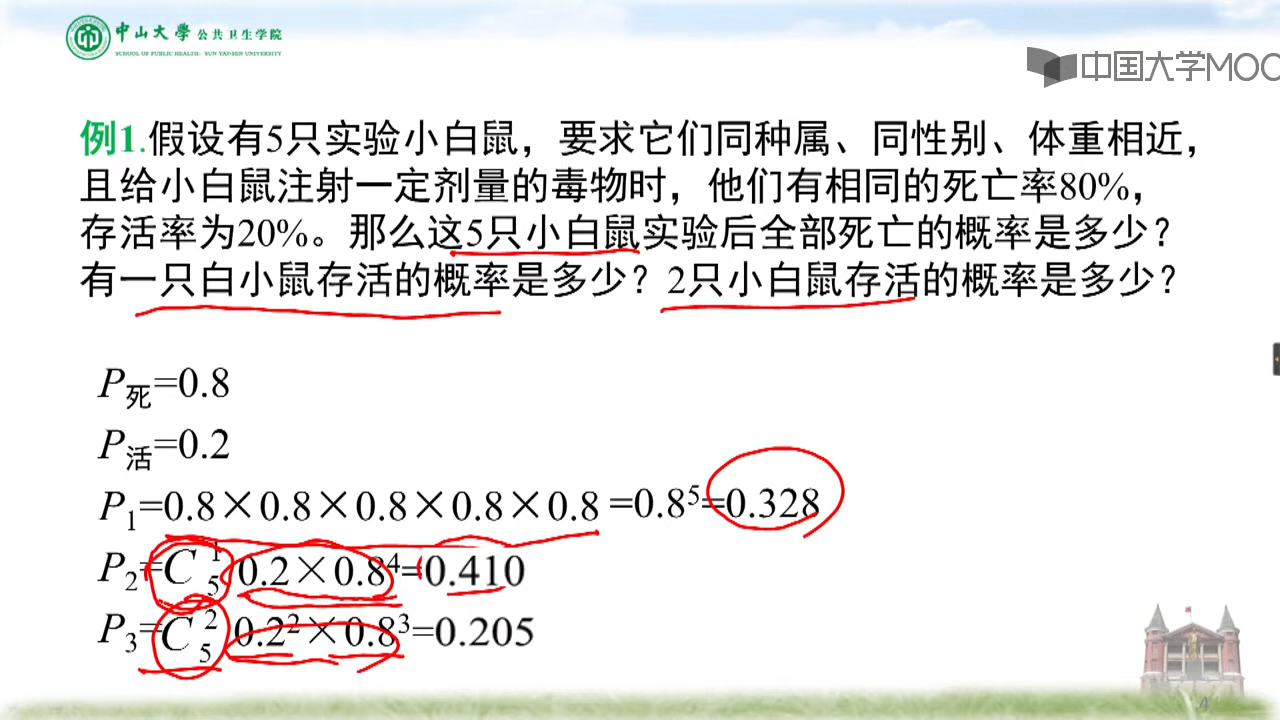 中山大学 公共卫生学院
SCHOOL OF PUBLIC HEALTH SUN YAT-SEN UNIVERSITY
中国大学MOO
例1.假设有5只实验小白鼠，要求它们同种属、同性别、体重相近，
且给小白鼠注射一定剂量的毒物时，他们有相同的死亡率80%，
存活率为20%。那么这5只小白鼠实验后全部死亡的概率是多少？
有一只白小鼠存活的概率是多少？2只小白鼠存活的概率是多少？
P死=0.8
P活=0.2
P₁=0.8×0.8×0.8×0.8×0.8 =0.8⁵=0.328
P₂=C₅¹ 0.2×0.8⁴=0.410
P₃=C₅² 0.2²×0.8³=0.205
4